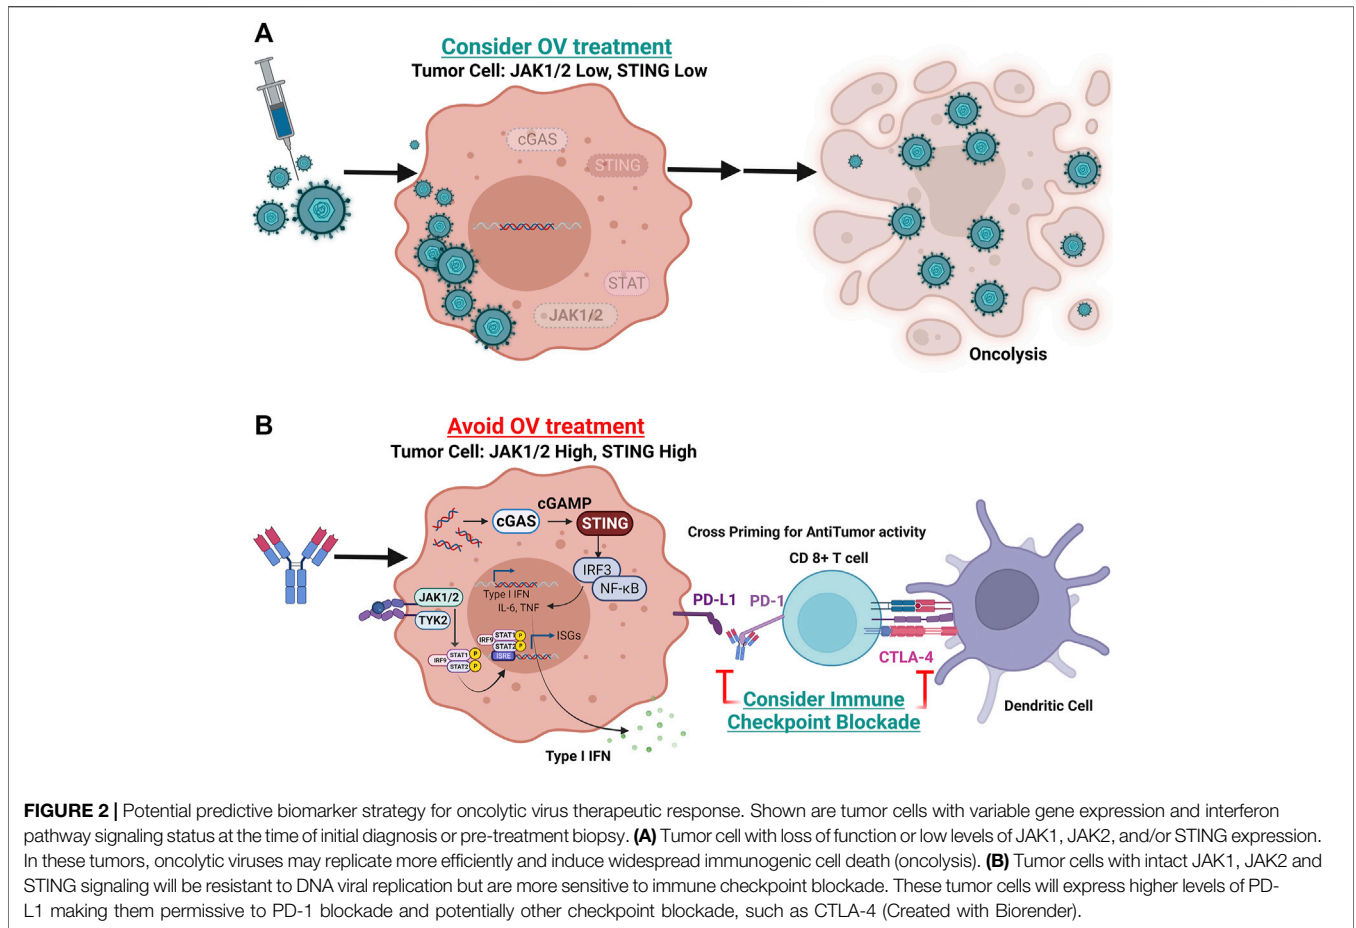 A
Consider OV treatment
Tumor Cell: JAK1/2 Low, STING Low
cGAS
STING
STAT
JAK1/2
Oncolysis
B
Avoid OV treatment
Tumor Cell: JAK1/2 High, STING High
cGAMP
cGAS
STING
IRF3
NF-κB
Type I IFN
IL-6, TNF
JAK1/2
TYK2
IRF9
STAT1
P
STAT2
P
IRF9
STAT1
P
STAT2
P
ISRE
ISGs
Type I IFN
Cross Priming for AntiTumor activity
CD 8+ T cell
PD-L1
PD-1
CTLA-4
Consider Immune
Checkpoint Blockade
Dendritic Cell
FIGURE 2 | Potential predictive biomarker strategy for oncolytic virus therapeutic response. Shown are tumor cells with variable gene expression and interferon
pathway signaling status at the time of initial diagnosis or pre-treatment biopsy. (A) Tumor cell with loss of function or low levels of JAK1, JAK2, and/or STING expression.
In these tumors, oncolytic viruses may replicate more efficiently and induce widespread immunogenic cell death (oncolysis). (B) Tumor cells with intact JAK1, JAK2 and
STING signaling will be resistant to DNA viral replication but are more sensitive to immune checkpoint blockade. These tumor cells will express higher levels of PD-
L1 making them permissive to PD-1 blockade and potentially other checkpoint blockade, such as CTLA-4 (Created with Biorender).